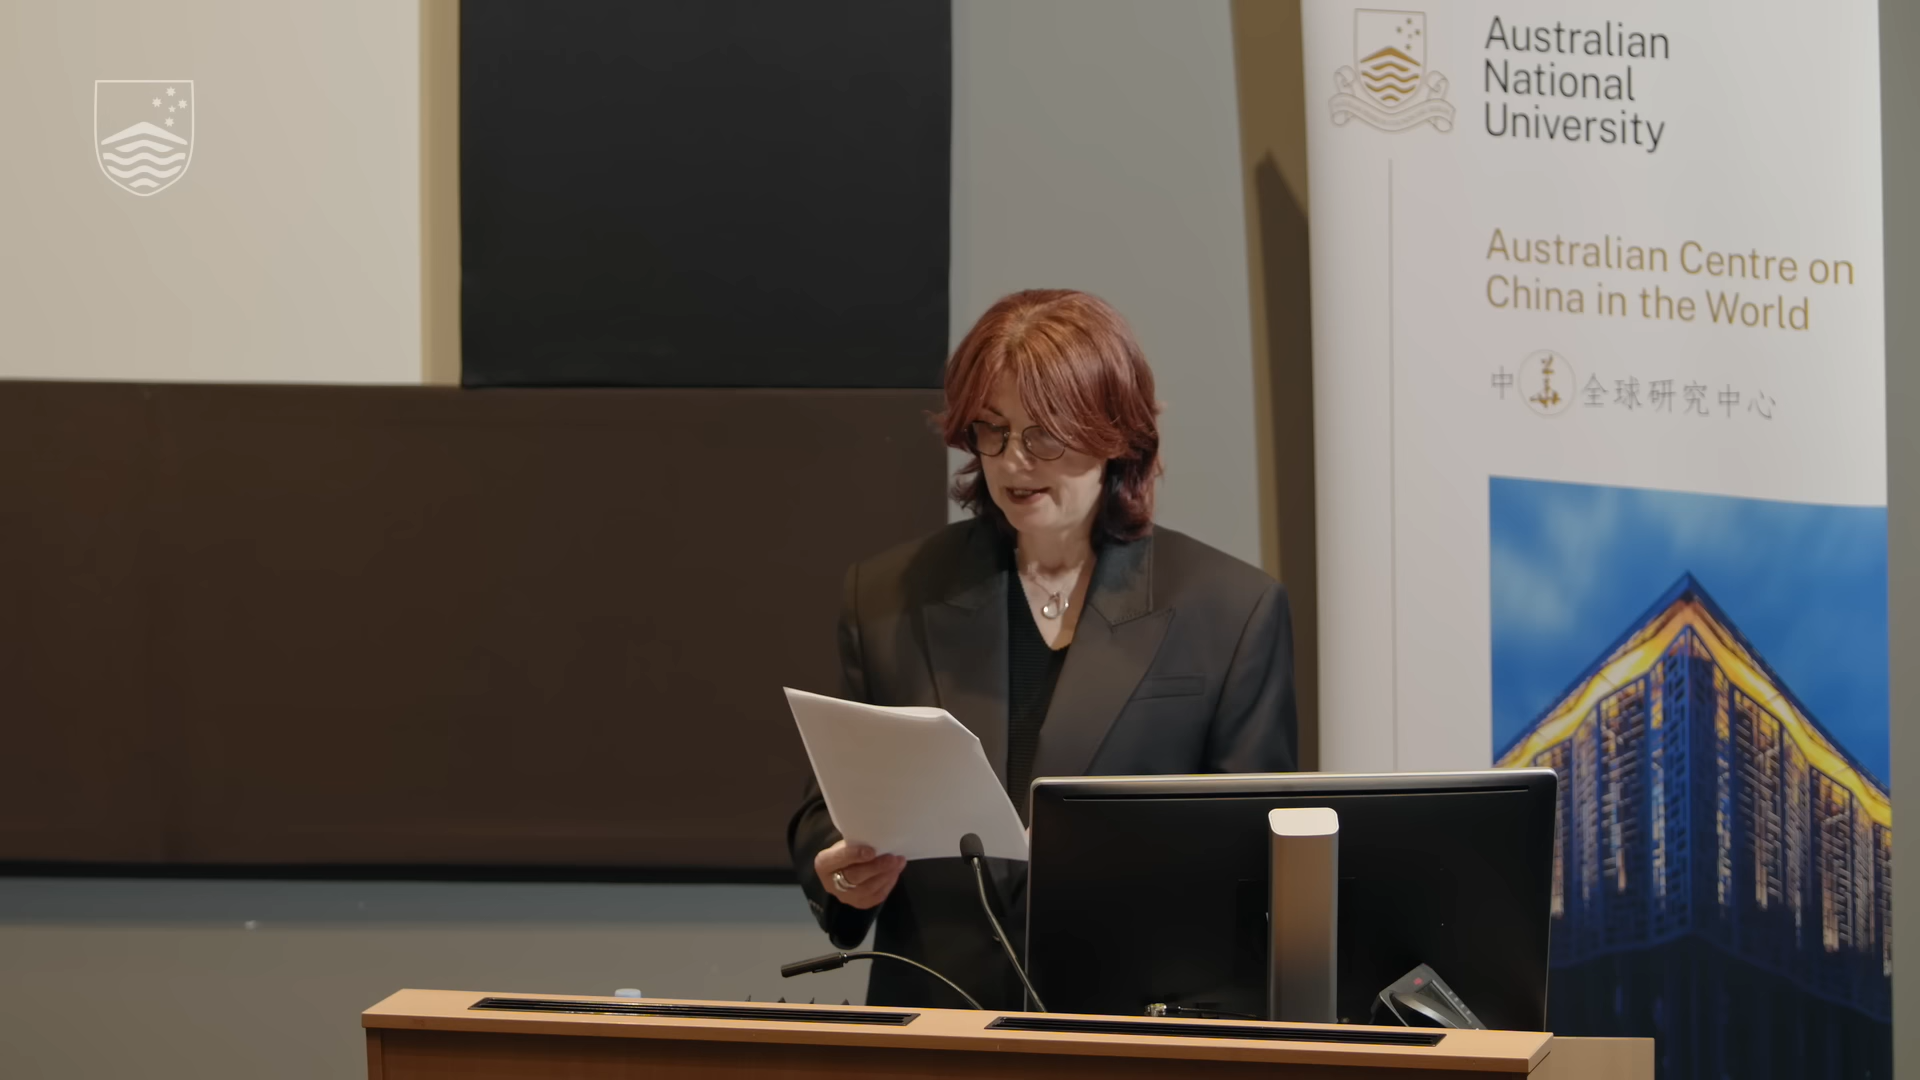 Australian
National
University
Australian Centre on
China in the World
中华全球研究中心